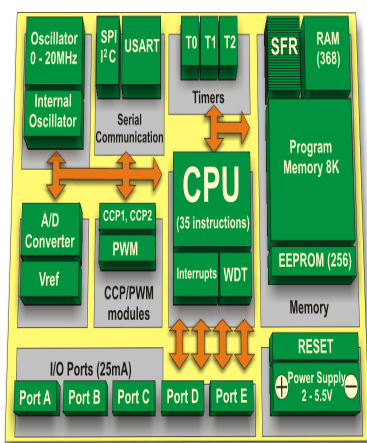 Oscillator
0 - 20MHz
Internal
Oscillator
SPI
I²C
USART
Serial
Communication
T0 T1 T2
Timers
SFR
RAM
(368)
Program
Memory 8K
EEPROM (256)
Memory
CPU
(35 instructions)
Interrupts
WDT
A/D
Converter
Vref
CCP1, CCP2
PWM
CCP/PWM
modules
I/O Ports (25mA)
Port A Port B Port C Port D Port E
RESET
Power Supply
+ 2 - 5.5V −